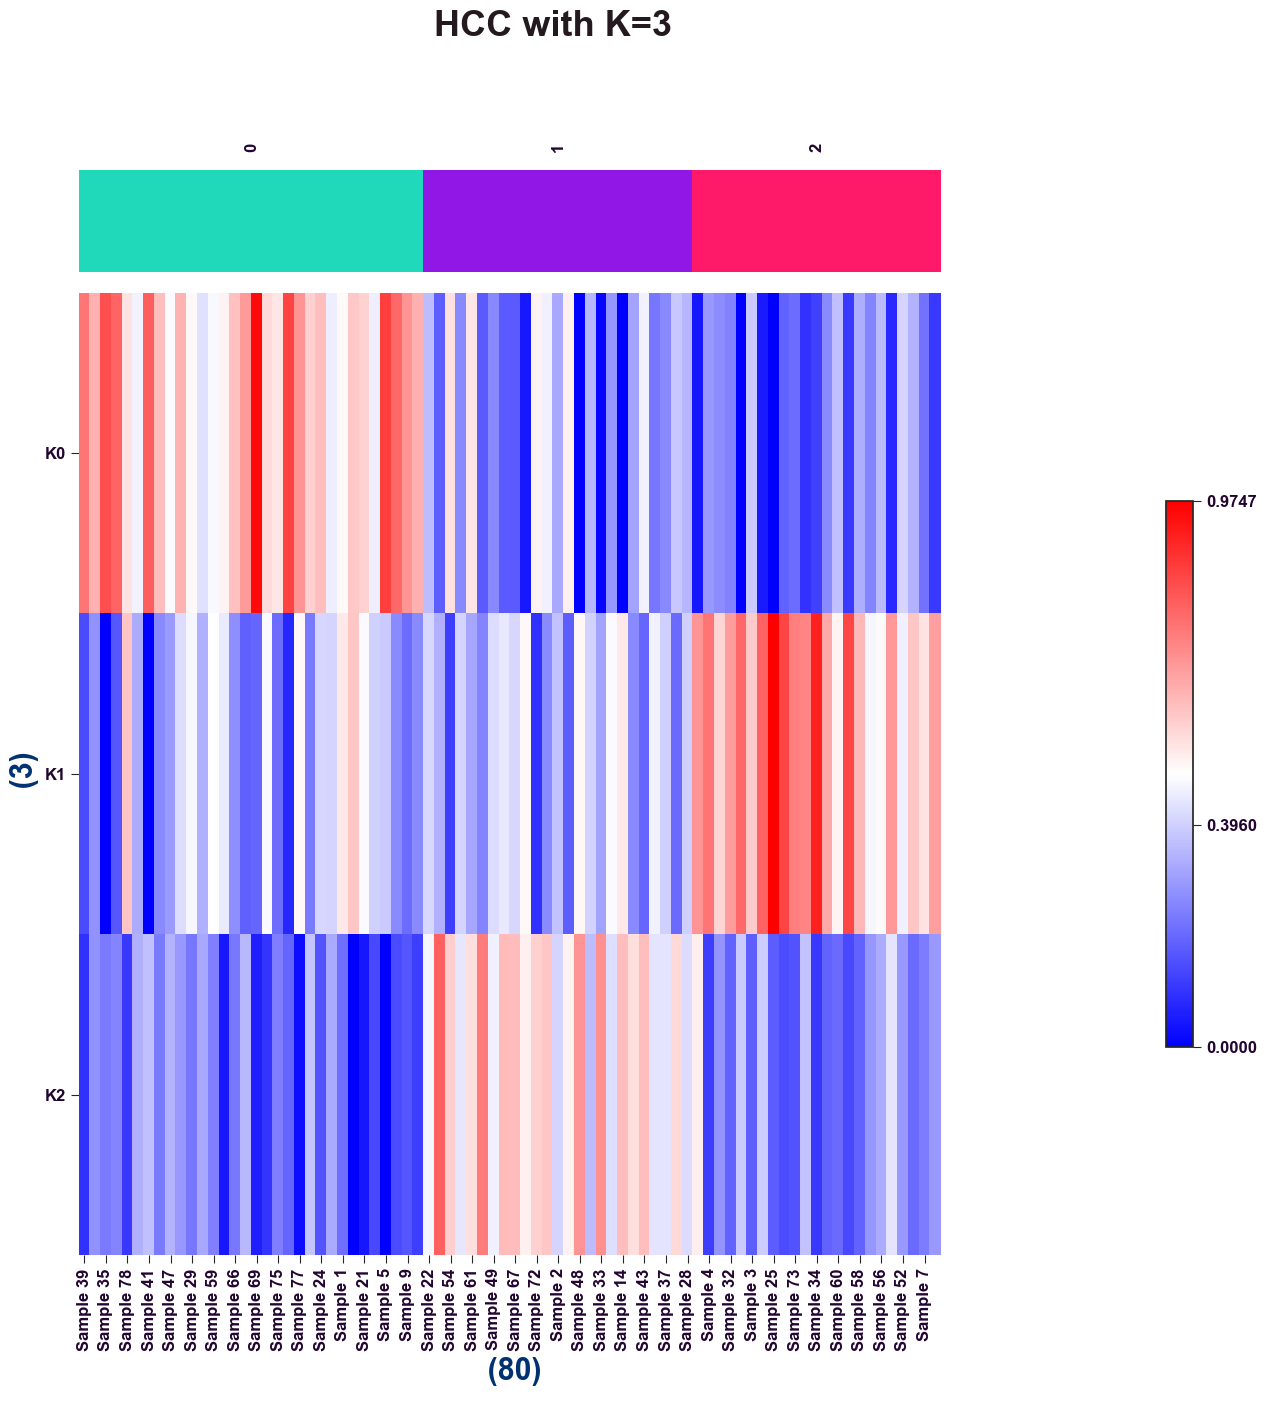 HCC with K=3
0
1
2
K0
K1
K2
(3)
0.9747
0.3960
0.0000
Sample 39
Sample 35
Sample 78
Sample 41
Sample 47
Sample 29
Sample 59
Sample 66
Sample 69
Sample 75
Sample 77
Sample 24
Sample 1
Sample 21
Sample 5
Sample 9
Sample 22
Sample 54
Sample 61
Sample 49
Sample 67
Sample 72
Sample 2
Sample 48
Sample 33
Sample 14
Sample 43
Sample 37
Sample 28
Sample 4
Sample 32
Sample 3
Sample 25
Sample 73
Sample 34
Sample 60
Sample 58
Sample 56
Sample 52
Sample 7
(80)